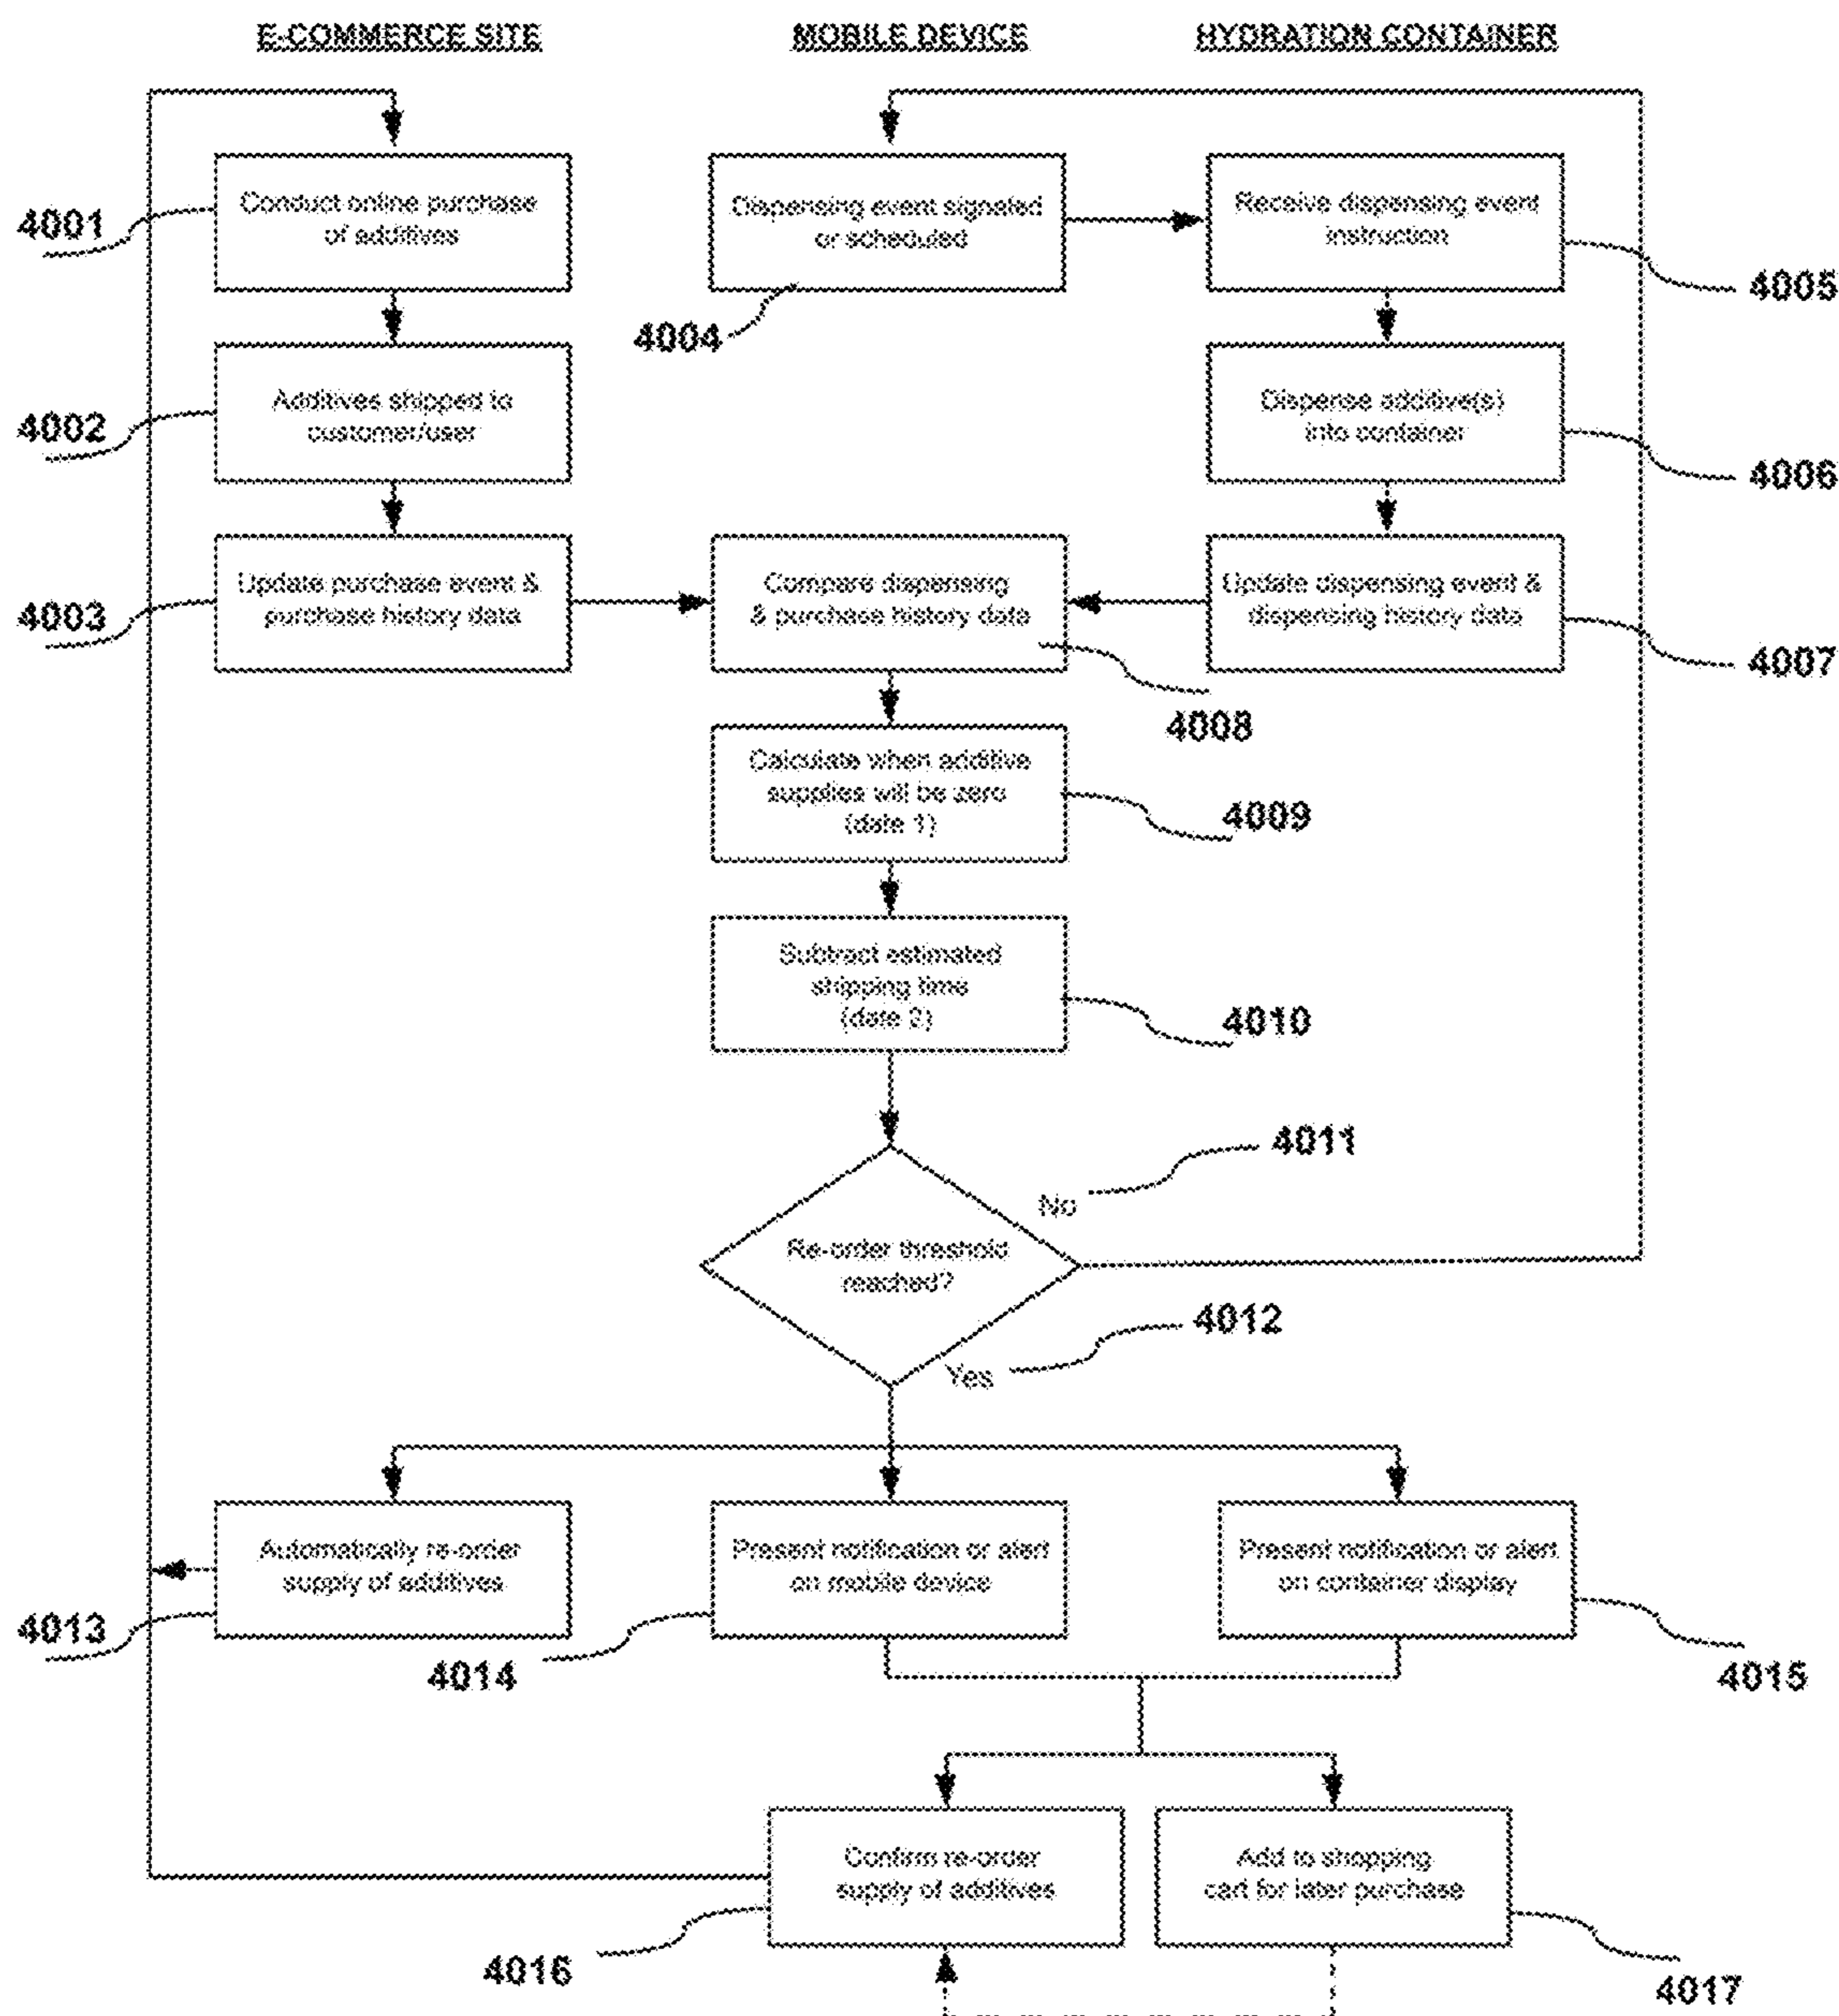 E-COMMERCE SITE
MOBILE DEVICE
HYDRATION CONTAINER
4001
Conduct online purchase
of additives
Dispensing event signaled
or scheduled
4004
Receive dispensing event
instruction
4005
4002
Additives shipped to
customer/user
Dispense additive(s)
into container
4006
4003
Update purchase event &
purchase history data
Compare dispensing
& purchase history data
4008
Update dispensing event &
dispensing history data
4007
Calculate when additive
supplies will be zero
(date 1)
4009
Subtract estimated
shipping time
(date 2)
4010
4011
No
Re-order threshold
reached?
4012
Yes
Automatically re-order
supply of additives
4013
Present notification or alert
on mobile device
4014
Present notification or alert
on container display
4015
Confirm re-order
supply of additives
4016
Add to shopping
cart for later purchase
4017